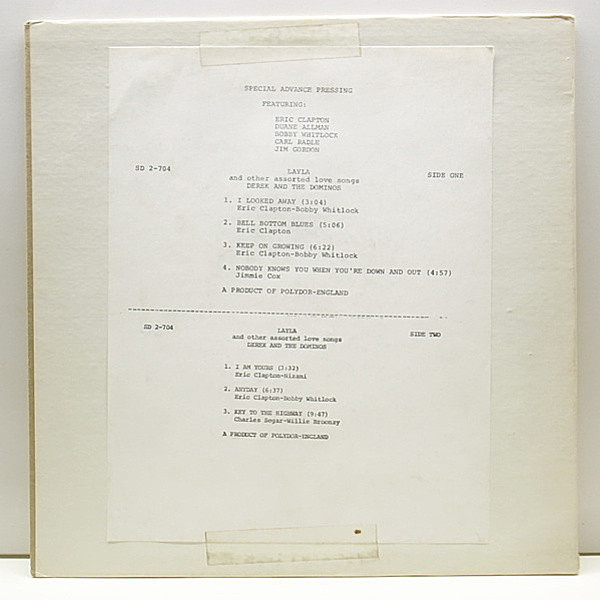 SPECIAL ADVANCE PRESSING
FEATURING:
ERIC CLAPTON
DUANE ALLMAN
BOBBY WHITLOCK
CARL RADLE
JIM GORDON
SD 2-704 LAYLA SIDE ONE
and other assorted love songs
DEREK AND THE DOMINOS
1. I LOOKED AWAY (3:04)
Eric Clapton-Bobby Whitlock
2. BELL BOTTOM BLUES (5:06)
Eric Clapton
3. KEEP ON GROWING (6:22)
Eric Clapton-Bobby Whitlock
4. NOBODY KNOWS YOU WHEN YOU'RE DOWN AND OUT (4:57)
Jimmie Cox
A PRODUCT OF POLYDOR-ENGLAND
SD 2-704 LAYLA SIDE TWO
and other assorted love songs
DEREK AND THE DOMINOS
1. I AM YOURS (3:32)
Eric Clapton-Nizami
2. ANYDAY (6:37)
Eric Clapton-Bobby Whitlock
3. KEY TO THE HIGHWAY (9:47)
Charles Segar-Willie Broonzy
A PRODUCT OF POLYDOR-ENGLAND